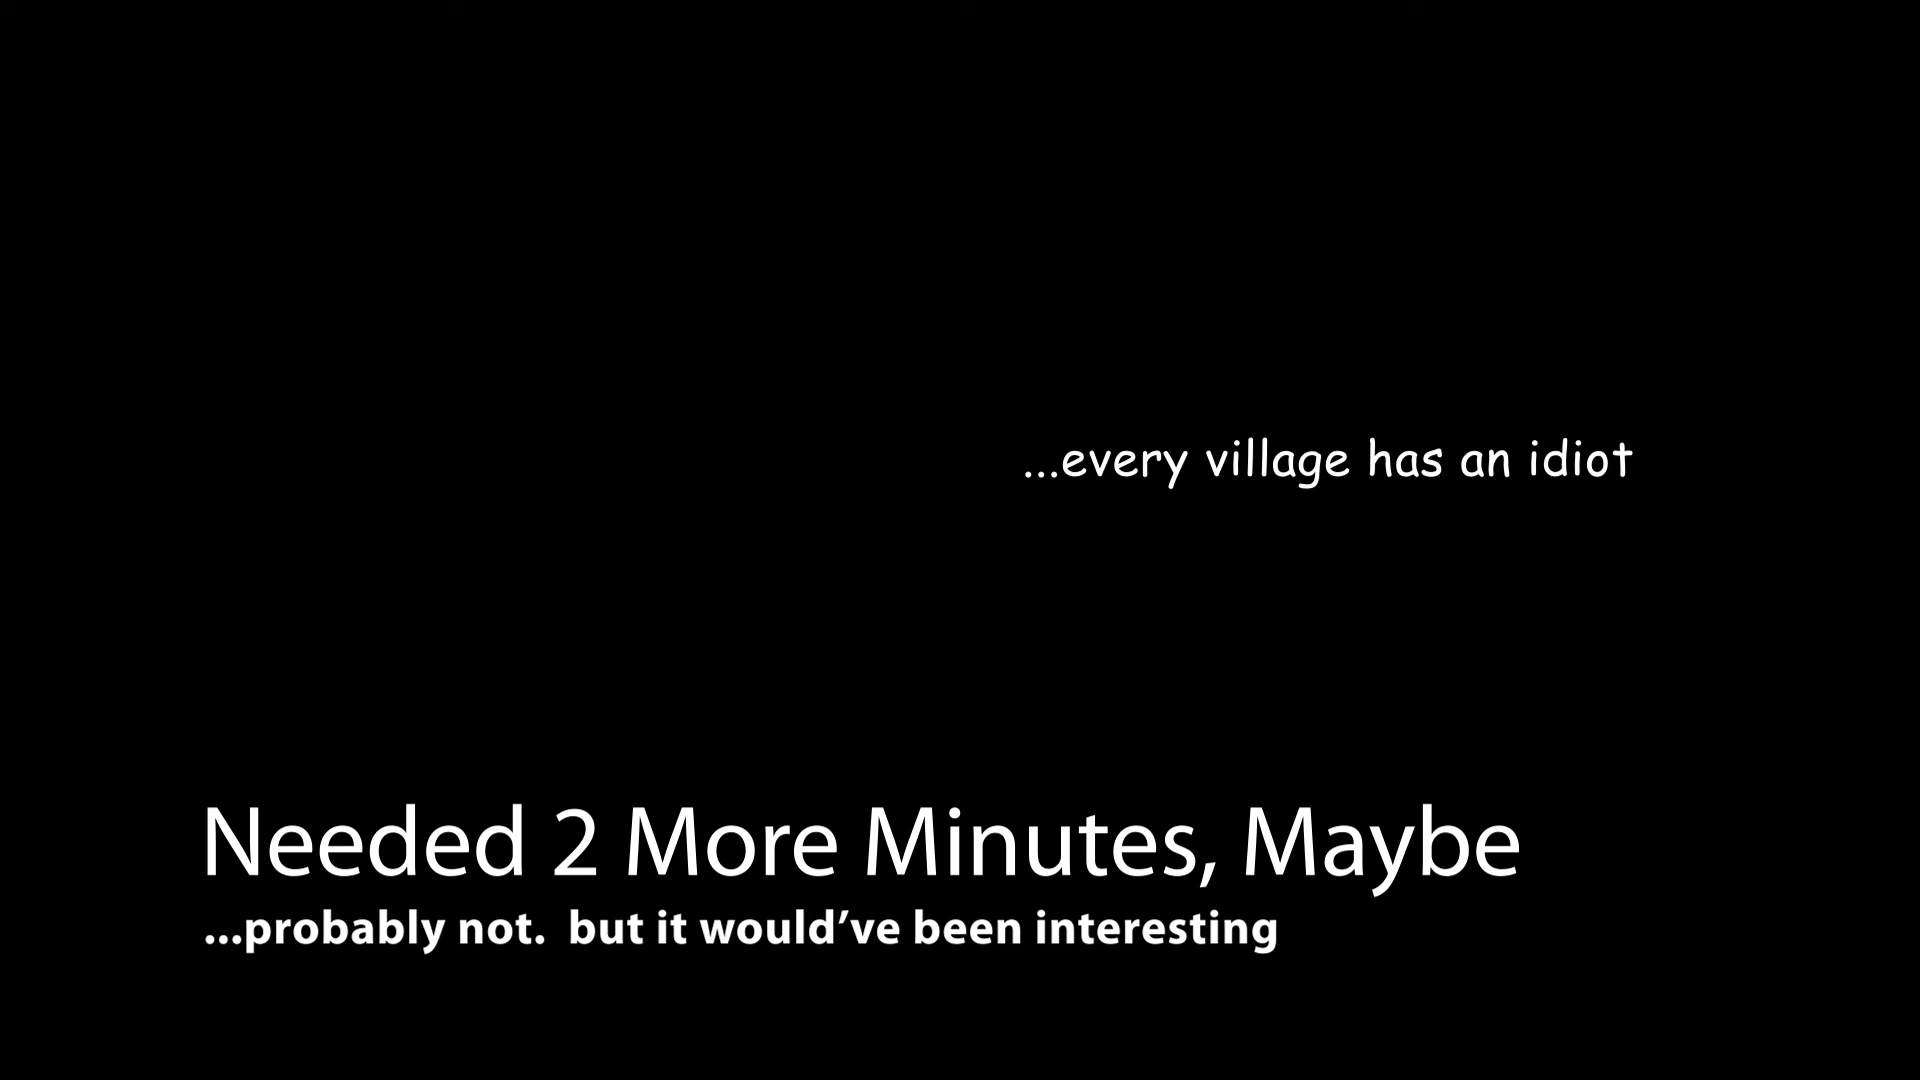 ...every village has an idiot
Needed 2 More Minutes, Maybe
...probably not.  but it would’ve been interesting